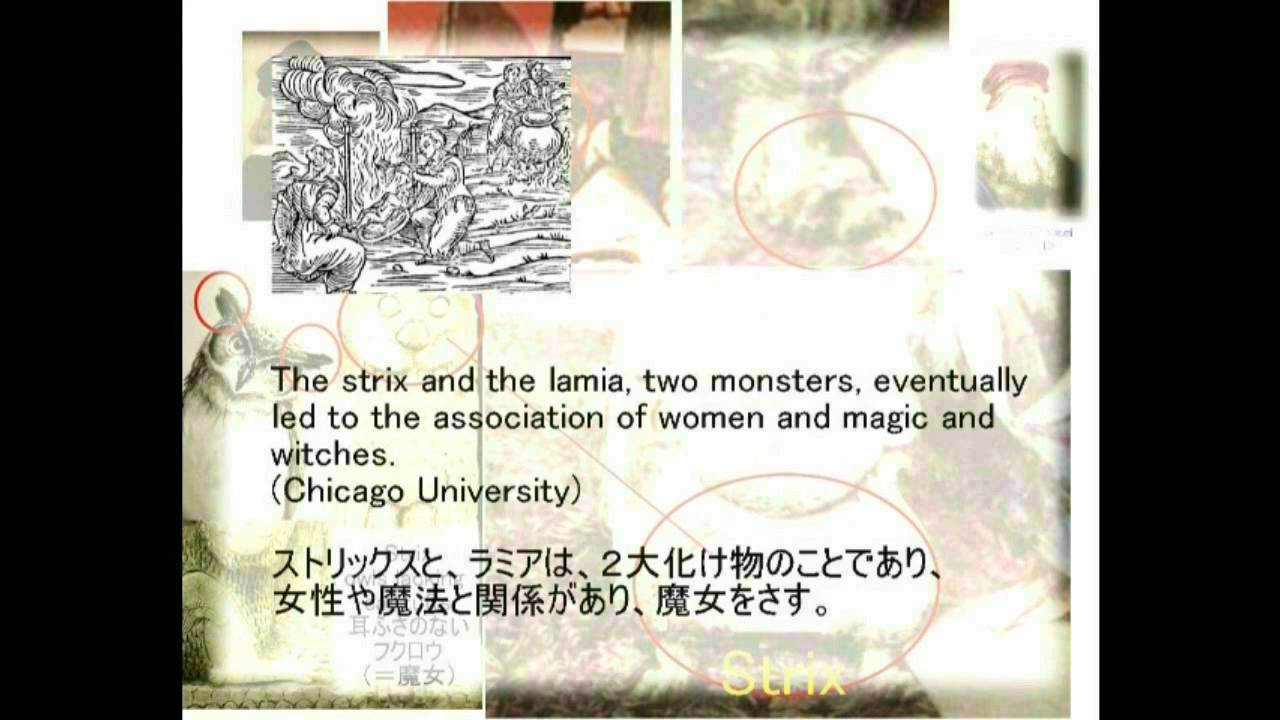 The strix and the lamia, two monsters, eventually
led to the association of women and magic and
witches.
(Chicago University)
ストリックスと、ラミアは、２大化け物のことであり、
女性や魔法と関係があり、魔女をさす。
耳ふさのない
フクロウ
（＝魔女）
Strix